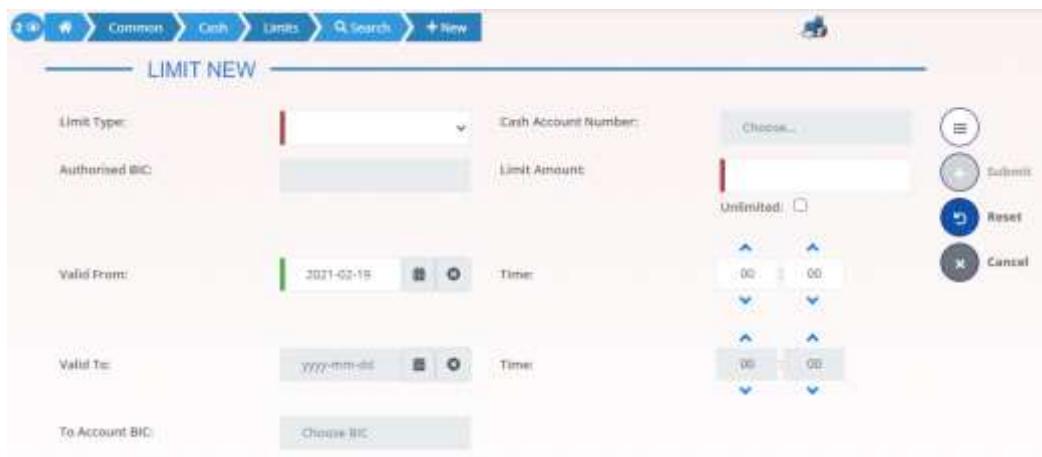 2
Common Cash Limits Search + New
LIMIT NEW
Limit Type:
Cash Account Number:
Choose...
Authorised BIC:
Limit Amount:
Submit
Unlimited:
Reset
Valid From:
2021-02-19
Time:
00 : 00
Cancel
Valid To:
yyyy-mm-dd
Time:
00 : 00
To Account BIC:
Choose BIC